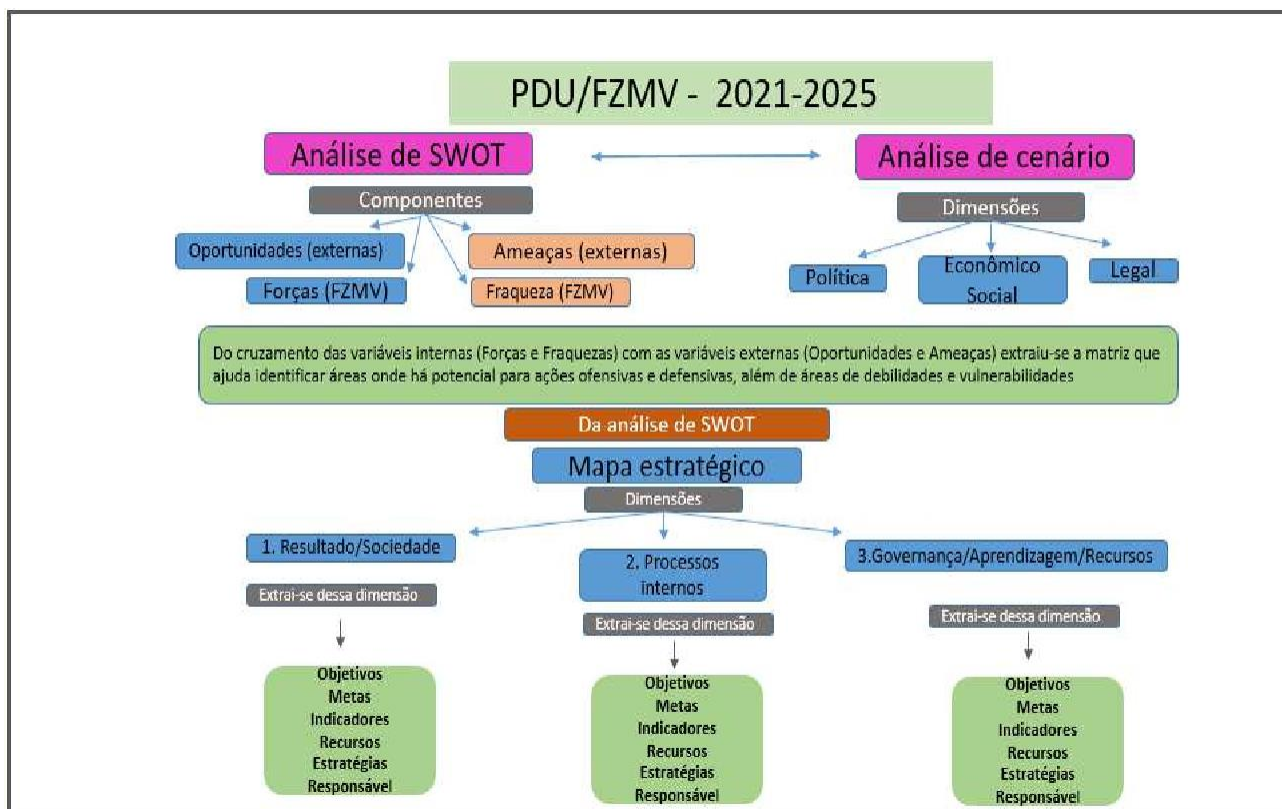 PDU/FZMV - 2021-2025
Análise de SWOT
Análise de cenário
Componentes
Dimensões
Oportunidades (externas)
Ameaças (externas)
Forças (FZMV)
Fraqueza (FZMV)
Política
Econômico
Social
Legal
Do cruzamento das variáveis internas (Forças e Fraquezas) com as variáveis externas (Oportunidades e Ameaças) extraiu-se a matriz que
ajuda identificar áreas onde há potencial para ações ofensivas e defensivas, além de áreas de debilidades e vulnerabilidades
Da análise de SWOT
Mapa estratégico
Dimensões
1. Resultado/Sociedade
2. Processos
internos
3.Governança/Aprendizagem/Recursos
Extrai-se dessa dimensão
Extrai-se dessa dimensão
Extrai-se dessa dimensão
Objetivos
Metas
Indicadores
Recursos
Estratégias
Responsável
Objetivos
Metas
Indicadores
Recursos
Estratégias
Responsável
Objetivos
Metas
Indicadores
Recursos
Estratégias
Responsável